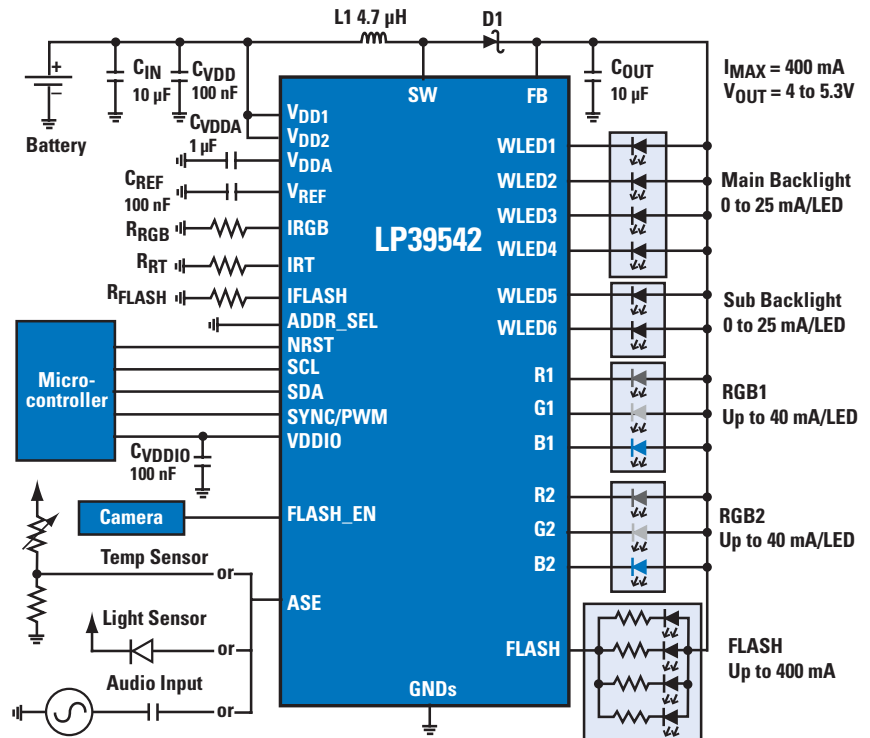 L1 4.7 µH
D1
+
–
Battery
CIN
10 µF
CVDD
100 nF
COUT
10 µF
IMAX = 400 mA
VOUT = 4 to 5.3V
SW
FB
CVDDA
1 µF
VDD1
VDD2
VDDA
CREF
100 nF
VREF
RRGB
IRGB
RRT
IRT
RFLASH
IFLASH
ADDR_SEL
NRST
SCL
SDA
SYNC/PWM
VDDIO
LP39542
WLED1
WLED2
WLED3
WLED4
Main Backlight
0 to 25 mA/LED
WLED5
WLED6
Sub Backlight
0 to 25 mA/LED
Micro-
controller
CVDDIO
100 nF
R1
G1
B1
RGB1
Up to 40 mA/LED
R2
G2
B2
RGB2
Up to 40 mA/LED
Camera
FLASH_EN
Temp Sensor
or
ASE
Light Sensor
or
Audio Input
or
FLASH
FLASH
Up to 400 mA
GNDs